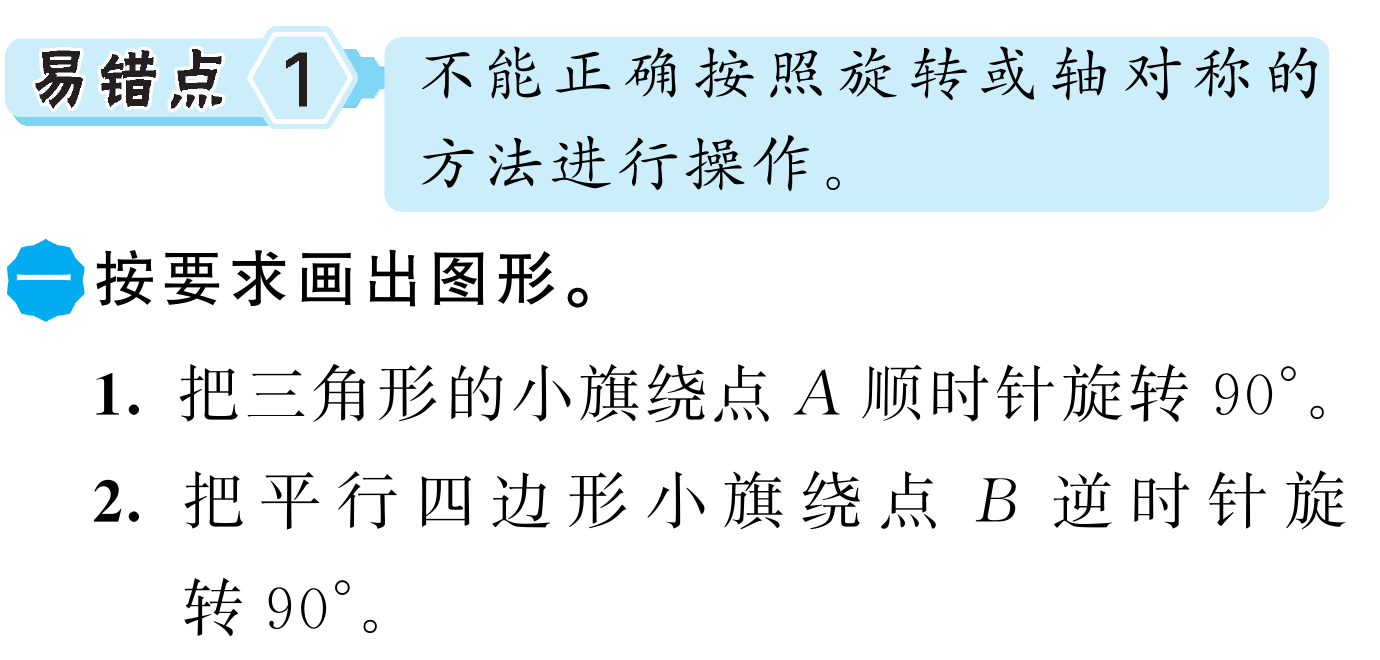 易错点 1 不能正确按照旋转或轴对称的
方法进行操作。
一 按要求画出图形。
1. 把三角形的小旗绕点 A 顺时针旋转 90°。
2. 把平行四边形小旗绕点 B 逆时针旋
转 90°。